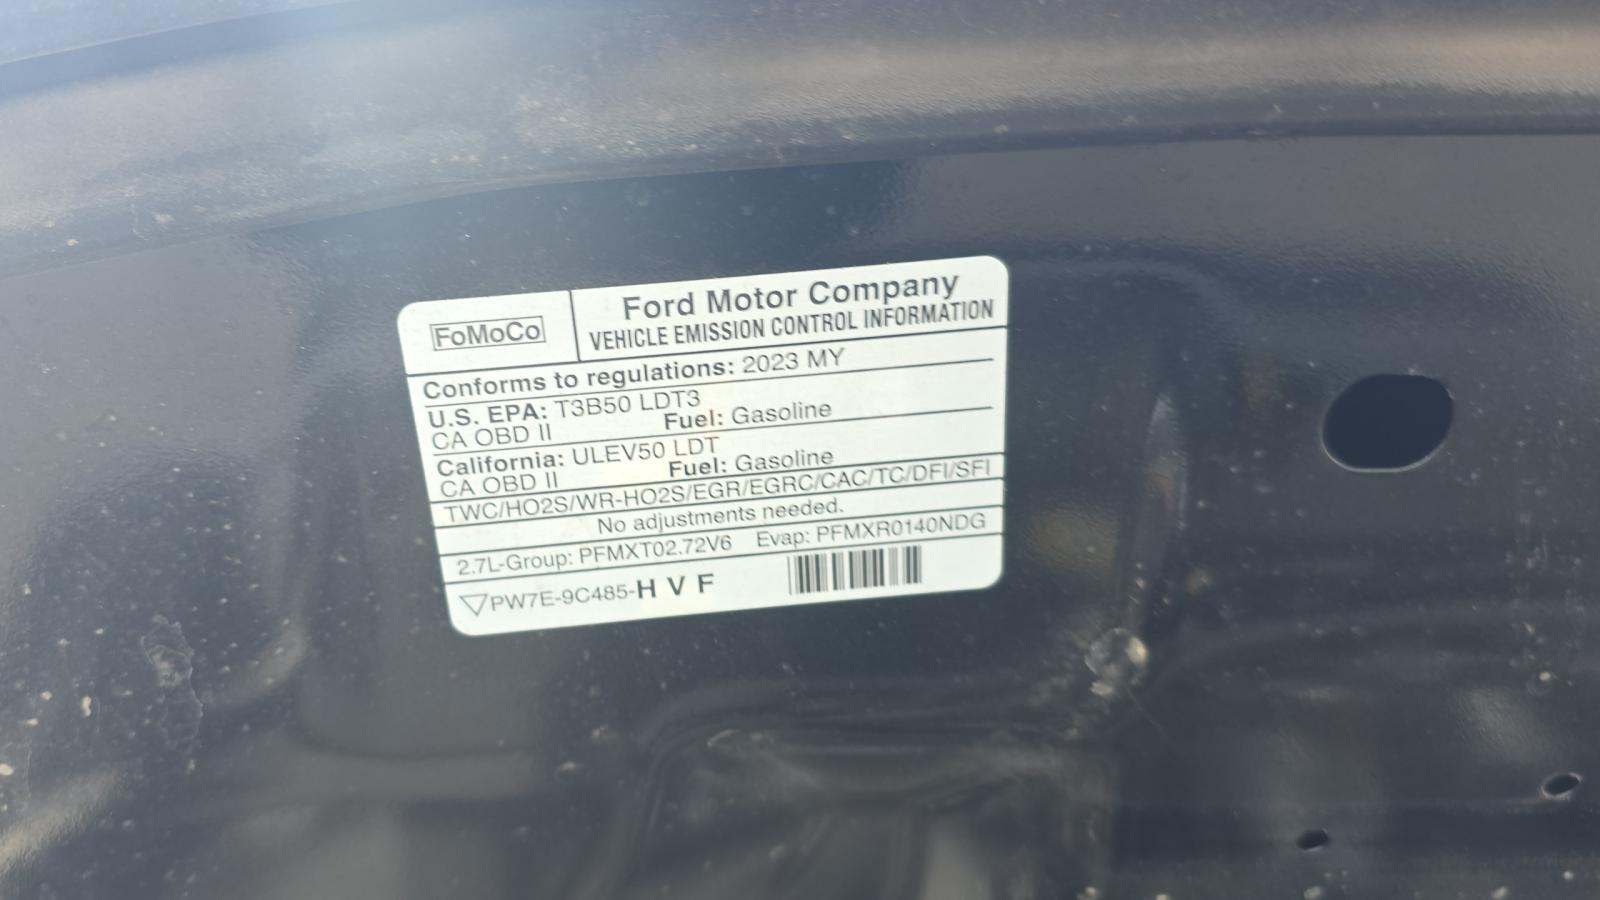 FoMoCo
Ford Motor Company
VEHICLE EMISSION CONTROL INFORMATION
Conforms to regulations: 2023 MY
U.S. EPA: T3B50 LDT3
CA OBD II Fuel: Gasoline
California: ULEV50 LDT
CA OBD II Fuel: Gasoline
TWC/HO2S/WR-HO2S/EGR/EGRC/CAC/TC/DFI/SFI
No adjustments needed.
2.7L-Group: PFMXT02.72V6 Evap: PFMXR0140NDG
PW7E-9C485-H V F